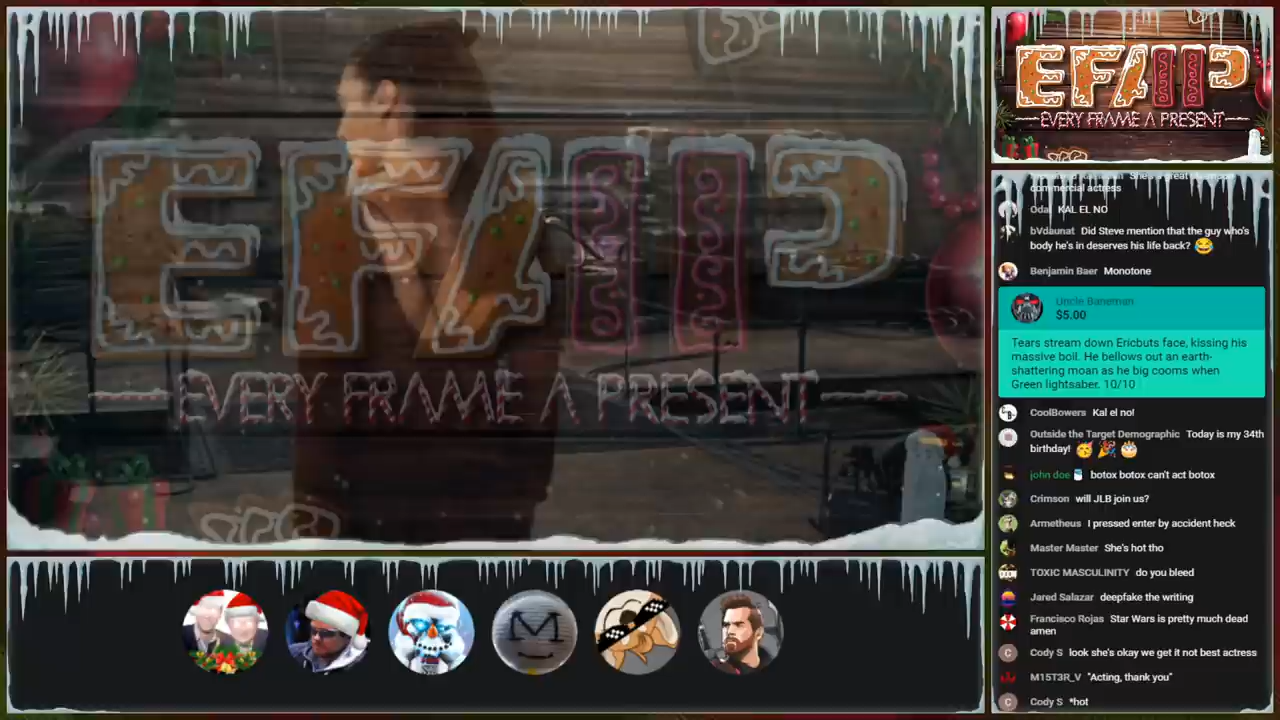 EFAP
EVERY FRAME A PRESENT
EFAP
EVERY FRAME A PRESENT
commercial actress
Odai KAL EL NO
bVdaunat Did Steve mention that the guy who's
body he's in deserves his life back? 😂
Benjamin Baer Monotone
Uncle Baneman
$5.00
Tears stream down Ericbuts face, kissing his
massive boil. He bellows out an earth-
shattering moan as he big cooms when
Green lightsaber. 10/10
CoolBowers Kal el no!
Outside the Target Demographic Today is my 34th
birthday! 🥳 🎉 🎂
john doe 🥛 botox botox can't act botox
Crimson will JLB join us?
Armetheus I pressed enter by accident heck
Master Master She's hot tho
TOXIC MASCULINITY do you bleed
Jared Salazar deepfake the writing
Francisco Rojas Star Wars is pretty much dead
amen
C Cody S look she's okay we get it not best actress
M15T3R_V "Acting, thank you"
C Cody S *hot
M